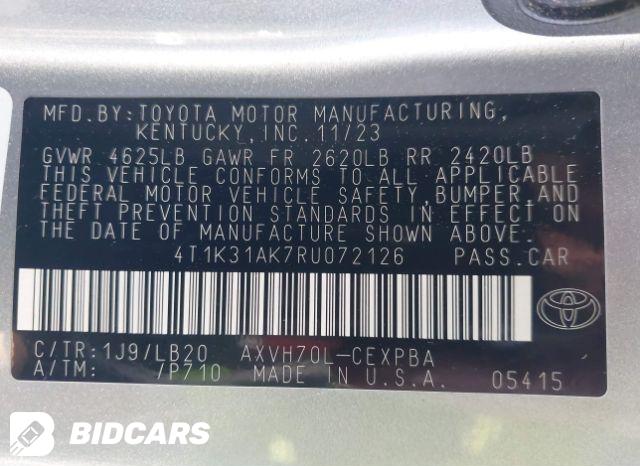 MFD.BY:TOYOTA MOTOR MANUFACTURING,
KENTUCKY,INC.11/23
GVWR 4625LB GAWR FR 2620LB RR 2420LB
THIS VEHICLE CONFORMS TO ALL APPLICABLE
FEDERAL MOTOR VEHICLE SAFETY,BUMPER,AND
THEFT PREVENTION STANDARDS IN EFFECT ON
THE DATE OF MANUFACTURE SHOWN ABOVE.
4T1K31AK7RU072126 PASS.CAR
C/TR:1J9/LB20 AXVH70L-CEXPBA
A/TM: /P710 MADE IN U.S.A. 05415
BIDCARS